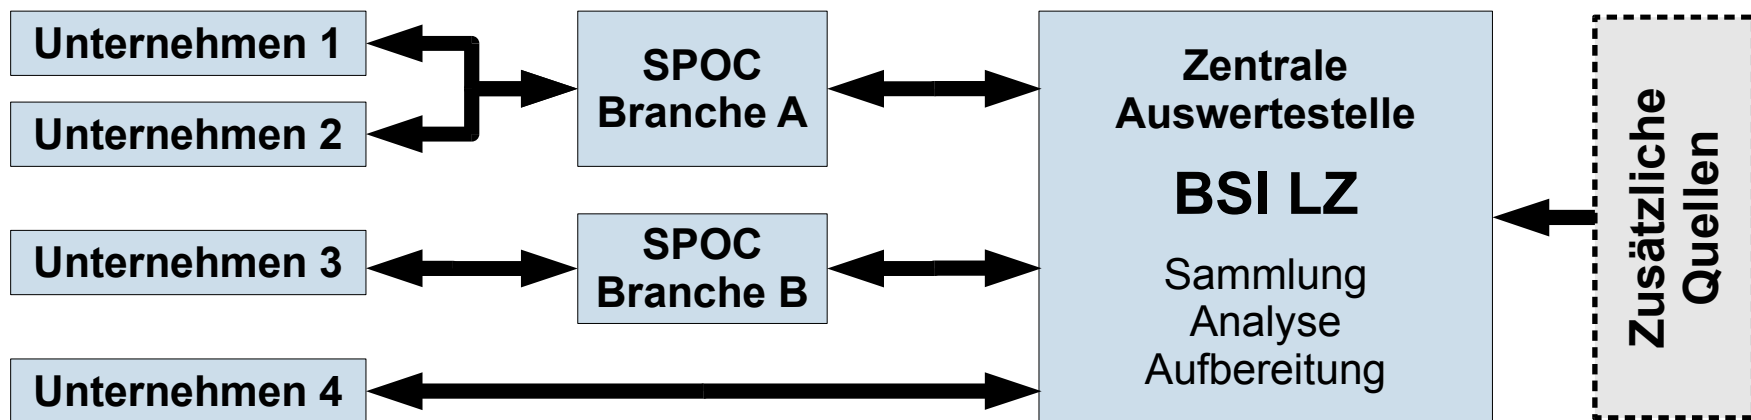 Unternehmen 1
Unternehmen 2
Unternehmen 3
Unternehmen 4
SPOC
Branche A
SPOC
Branche B
Zentrale
Auswertestelle
BSI LZ
Sammlung
Analyse
Aufbereitung
Zusätzliche
Quellen